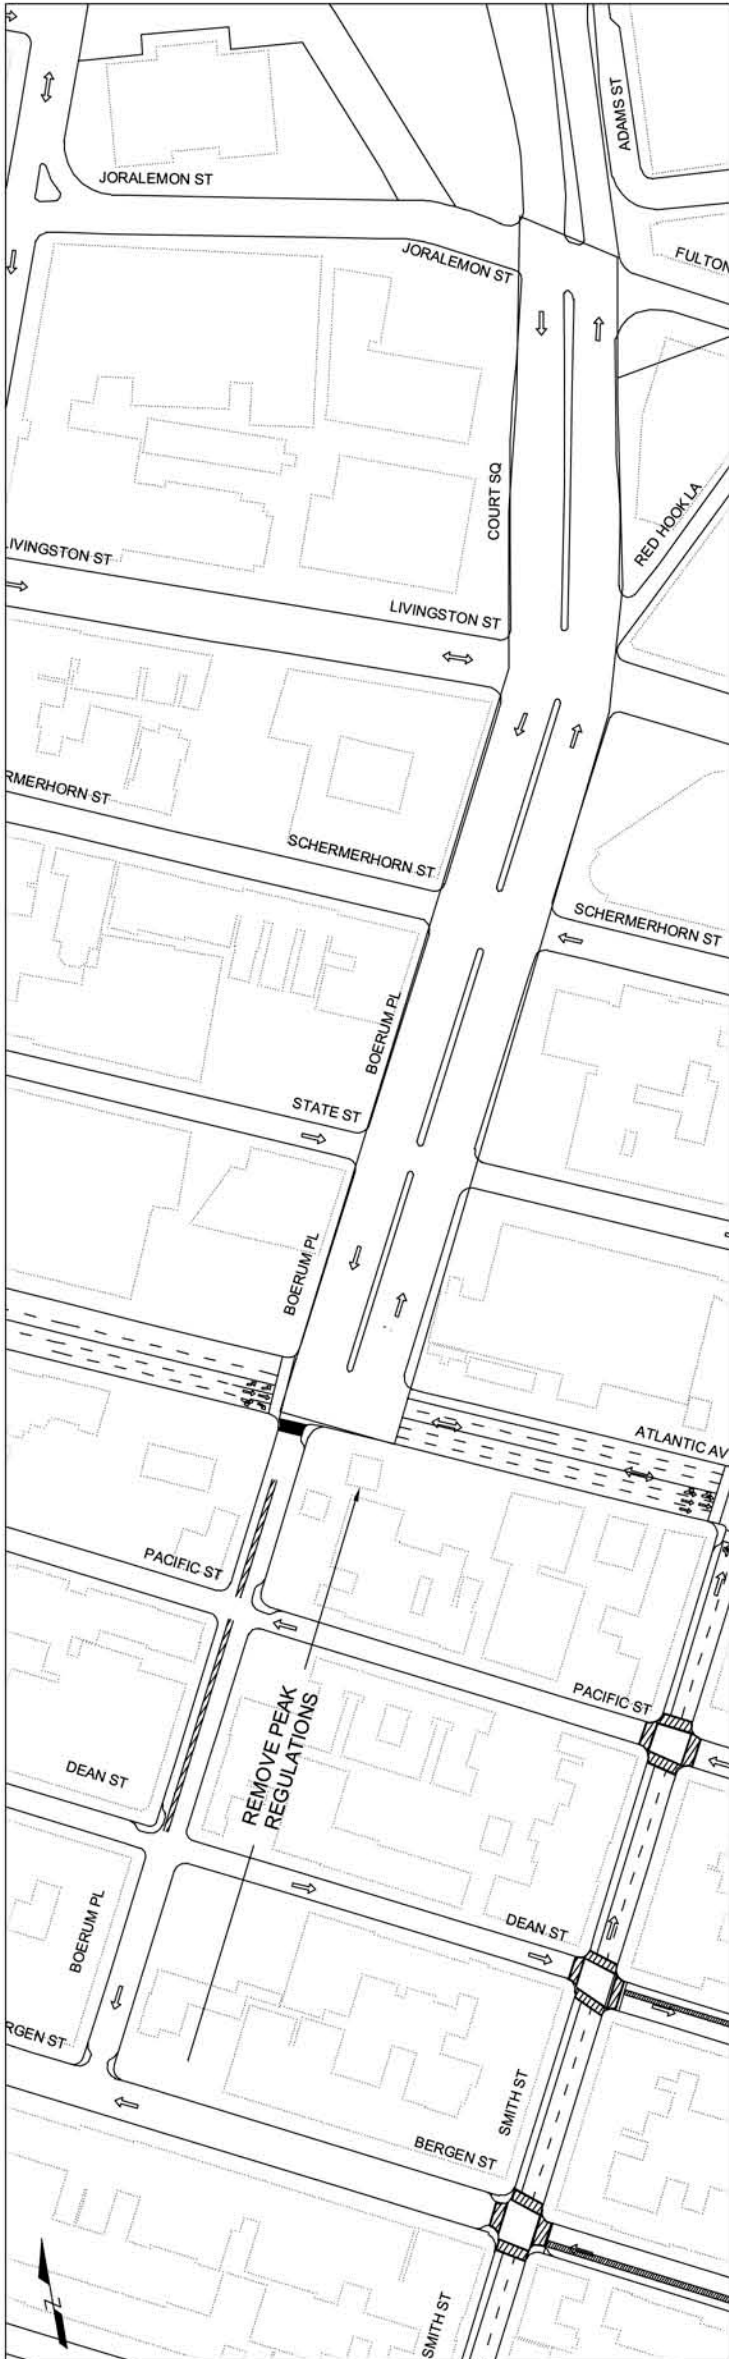 ADAMS ST
JORALEMON ST
JORALEMON ST
FULTON
COURT SQ
RED HOOK LA
IVINGSTON ST
LIVINGSTON ST
RMERHORN ST
SCHERMERHORN ST
SCHERMERHORN ST
BOERUM PL
STATE ST
BOERUM PL
ATLANTIC AV
PACIFIC ST
PACIFIC ST
REMOVE PEAK
REGULATIONS
DEAN ST
DEAN ST
BOERUM PL
RGEN ST
SMITH ST
BERGEN ST
SMITH ST
N